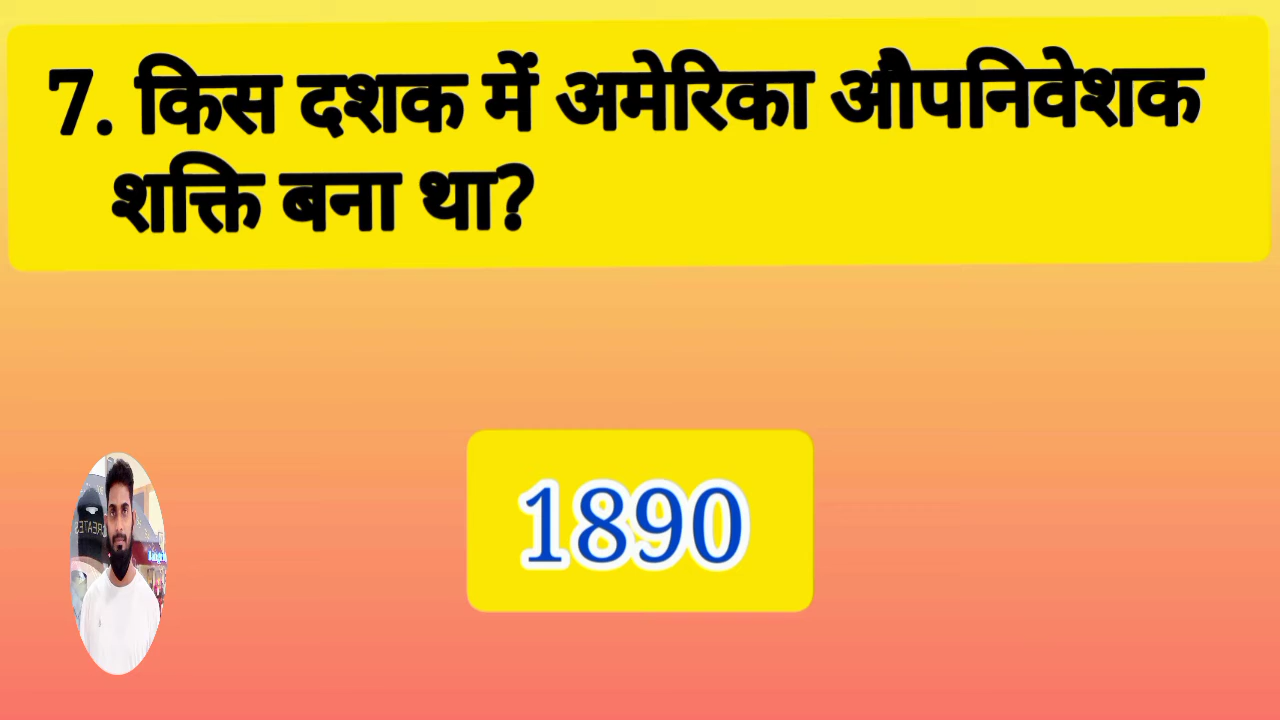 7. किस दशक में अमेरिका औपनिवेशक
शक्ति बना था?
1890